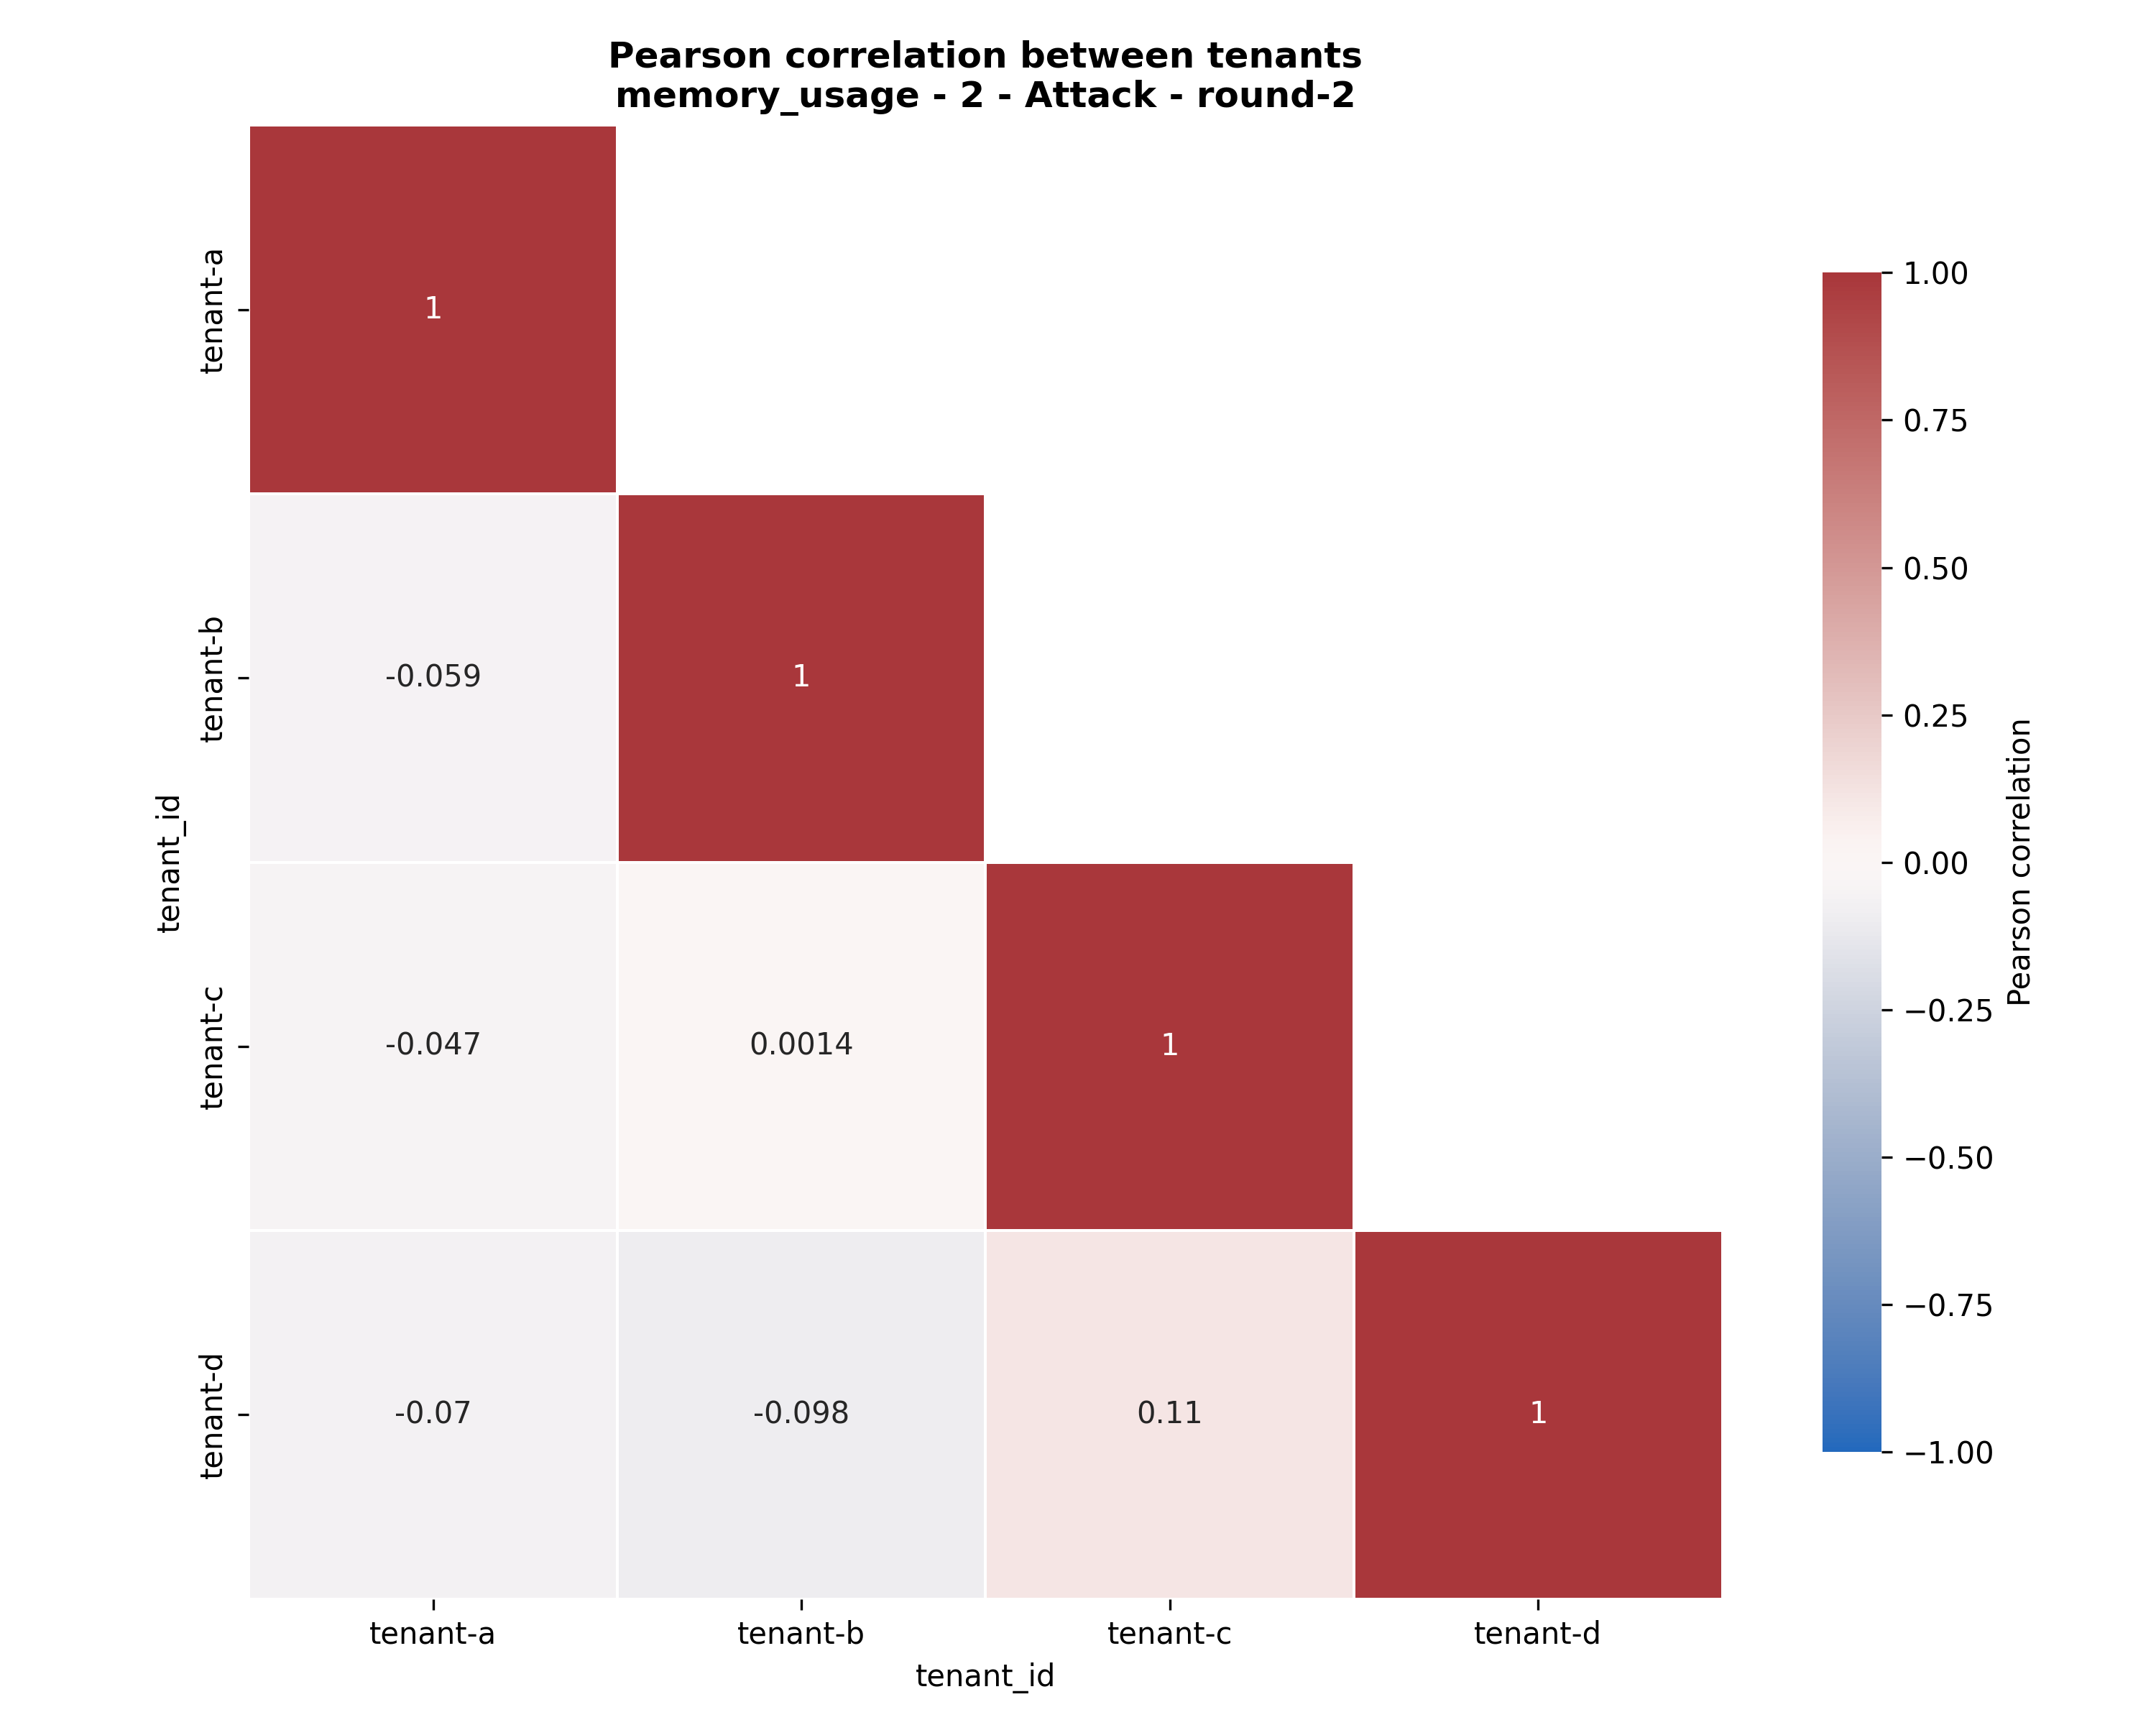 Pearson correlation between tenants
memory_usage - 2 - Attack - round-2
tenant_id
tenant-a
1
tenant-b
-0.059
1
tenant-c
-0.047
0.0014
1
tenant-d
-0.07
-0.098
0.11
1
tenant-a
tenant-b
tenant-c
tenant-d
tenant_id
1.00
0.75
0.50
0.25
0.00
−0.25
−0.50
−0.75
−1.00
Pearson correlation